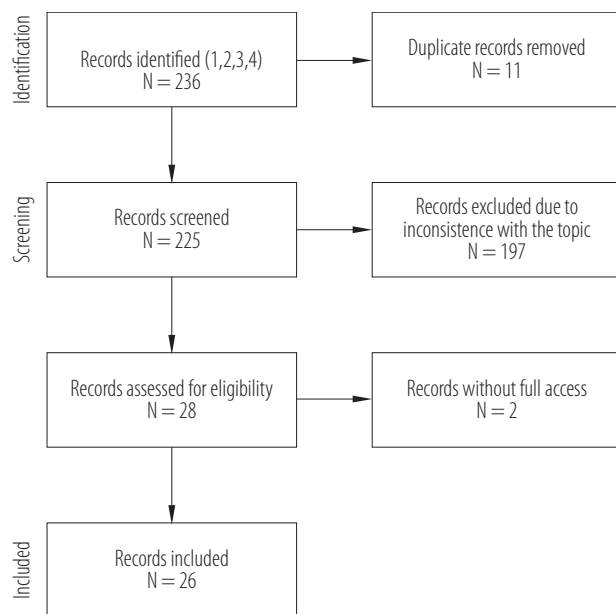 Identification
Records identified (1,2,3,4)
N = 236
Duplicate records removed
N = 11
Screening
Records screened
N = 225
Records excluded due to
inconsistence with the topic
N = 197
Records assessed for eligibility
N = 28
Records without full access
N = 2
Included
Records included
N = 26